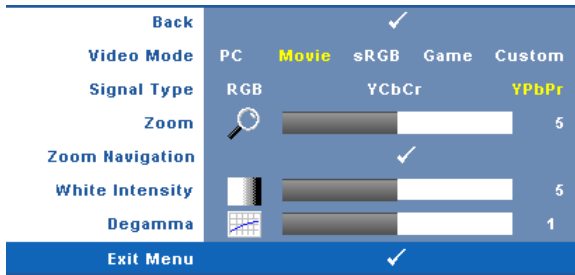 Back
Video Mode PC Movie sRGB Game Custom
Signal Type RGB YCbCr YPbPr
Zoom 5
Zoom Navigation
White Intensity 5
Degamma 1
Exit Menu